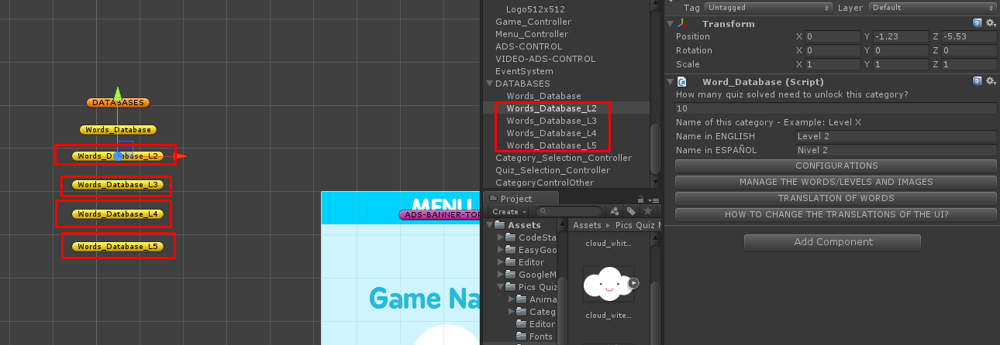 DATABASES
Words_Database
Words_Database_L2
Words_Database_L3
Words_Database_L4
Words_Database_L5
MENU
ADS-BANNER-TOP
Game Na
Logo512x512
Game_Controller
Menu_Controller
ADS-CONTROL
VIDEO-ADS-CONTROL
EventSystem
DATABASES
Words_Database
Words_Database_L2
Words_Database_L3
Words_Database_L4
Words_Database_L5
Category_Selection_Controller
Quiz_Selection_Controller
CategoryControlOther
Project
Create
Assets
CodeSta
EasyGoo
Editor
GoogleM
Pics Quiz
Anima
Categ
Editor
Fonts
Assets Pics Quiz M
cloud_whit...
cloud_wite...
Tag Untagged Layer Default
Transform
Position X 0 Y -1.23 Z -5.53
Rotation X 0 Y 0 Z 0
Scale X 1 Y 1 Z 1
Word_Database (Script)
How many quiz solved need to unlock this category?
10
Name of this category - Example: Level X
Name in ENGLISH Level 2
Name in ESPAÑOL Nivel 2
CONFIGURATIONS
MANAGE THE WORDS/LEVELS AND IMAGES
TRANSLATION OF WORDS
HOW TO CHANGE THE TRANSLATIONS OF THE UI?
Add Component